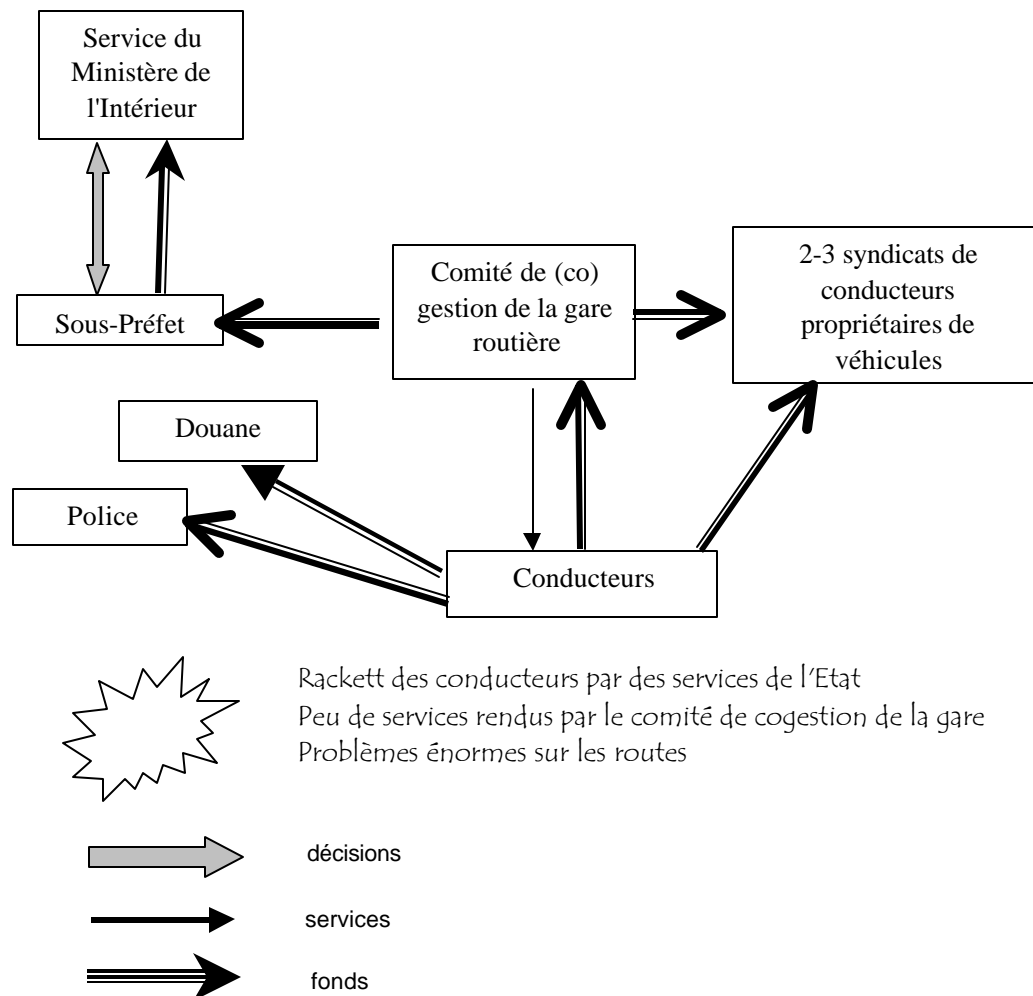 Service du
Ministère de
l'Intérieur
Sous-Préfet
Comité de (co)
gestion de la gare
routière
2-3 syndicats de
conducteurs
propriétaires de
véhicules
Douane
Police
Conducteurs
Rackett des conducteurs par des services de l'Etat
Peu de services rendus par le comité de cogestion de la gare
Problèmes énormes sur les routes
décisions
services
fonds